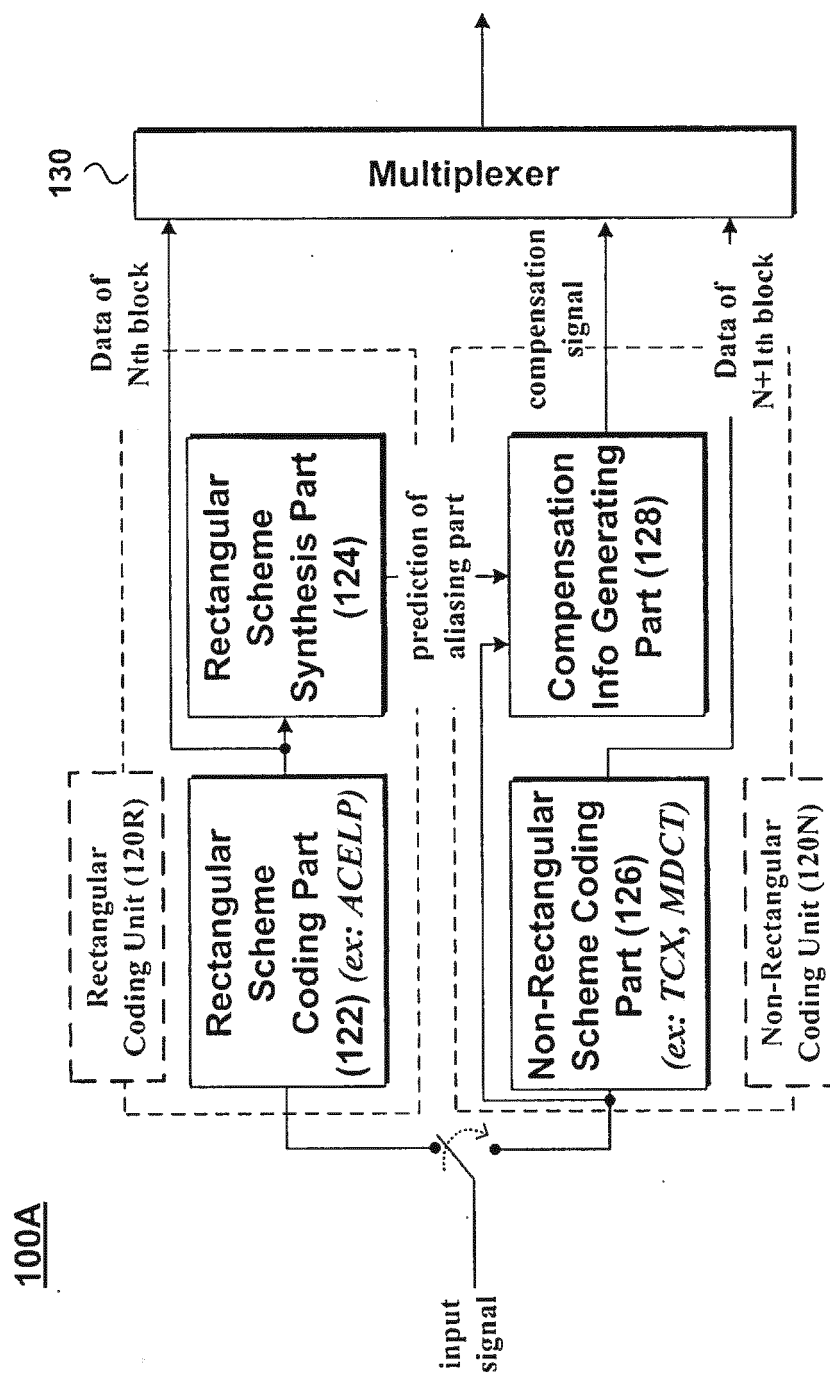 100A
input
signal
Rectangular
Coding Unit (120R)
Rectangular
Scheme
Coding Part
(122) (ex: ACELP)
Rectangular
Scheme
Synthesis Part
(124)
Data of
Nth block
prediction of
aliasing part
Non-Rectangular
Scheme Coding
Part (126)
(ex: TCX, MDCT)
Compensation
Info Generating
Part (128)
compensation
signal
Data of
N+1th block
Non-Rectangular
Coding Unit (120N)
130
Multiplexer